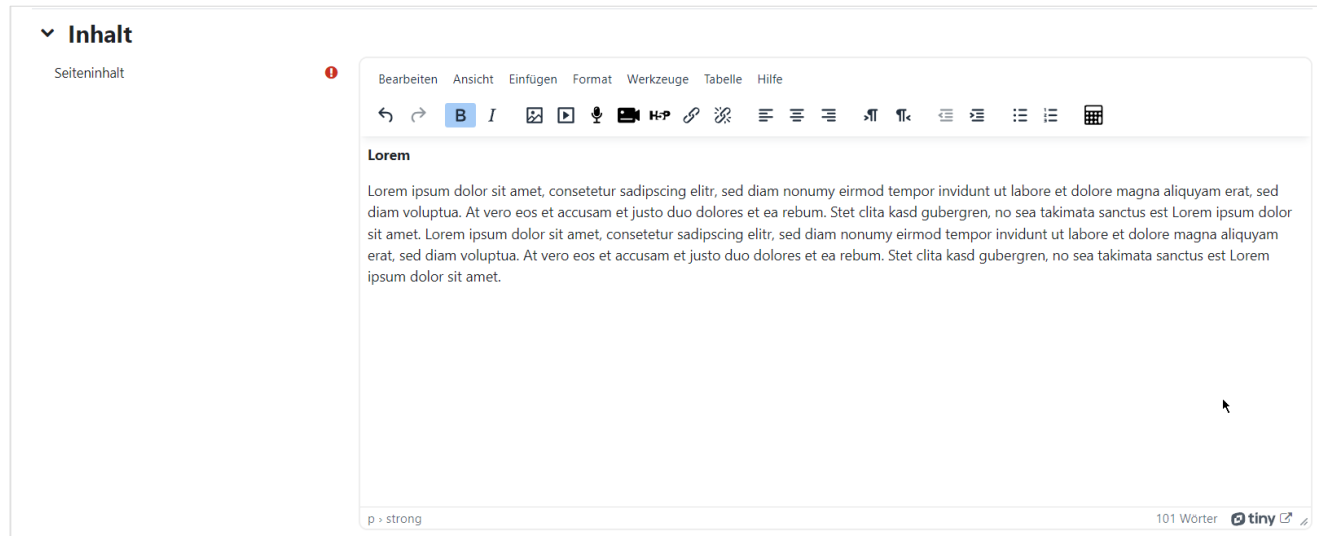 Inhalt
Seiteninhalt
Bearbeiten Ansicht Einfügen Format Werkzeuge Tabelle Hilfe
B I H5P
Lorem
Lorem ipsum dolor sit amet, consetetur sadipscing elitr, sed diam nonumy eirmod tempor invidunt ut labore et dolore magna aliquyam erat, sed
diam voluptua. At vero eos et accusam et justo duo dolores et ea rebum. Stet clita kasd gubergren, no sea takimata sanctus est Lorem ipsum dolor
sit amet. Lorem ipsum dolor sit amet, consetetur sadipscing elitr, sed diam nonumy eirmod tempor invidunt ut labore et dolore magna aliquyam
erat, sed diam voluptua. At vero eos et accusam et justo duo dolores et ea rebum. Stet clita kasd gubergren, no sea takimata sanctus est Lorem
ipsum dolor sit amet.
p › strong 101 Wörter tiny